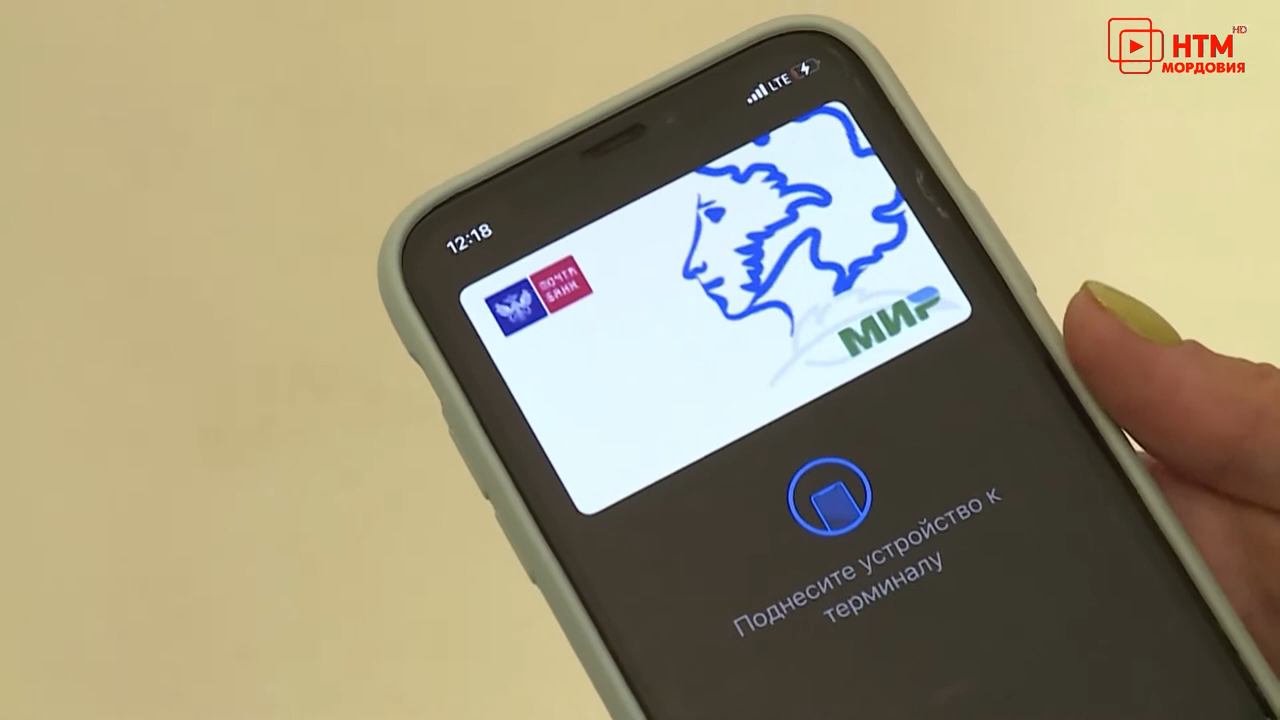 НТМ HD
МОРДОВИЯ
LTE
12:18
ПОЧТА
БАНК
МИР
Поднесите устройство к
терминалу